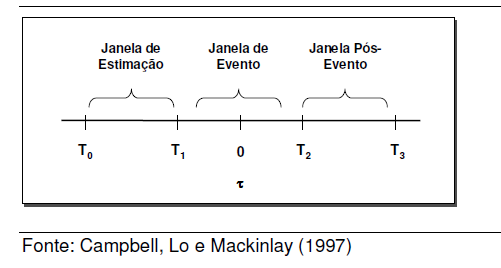 Janela de Estimação
Janela de Evento
Janela Pós-Evento
T0 T1 0 T2 T3
τ
Fonte: Campbell, Lo e Mackinlay (1997)